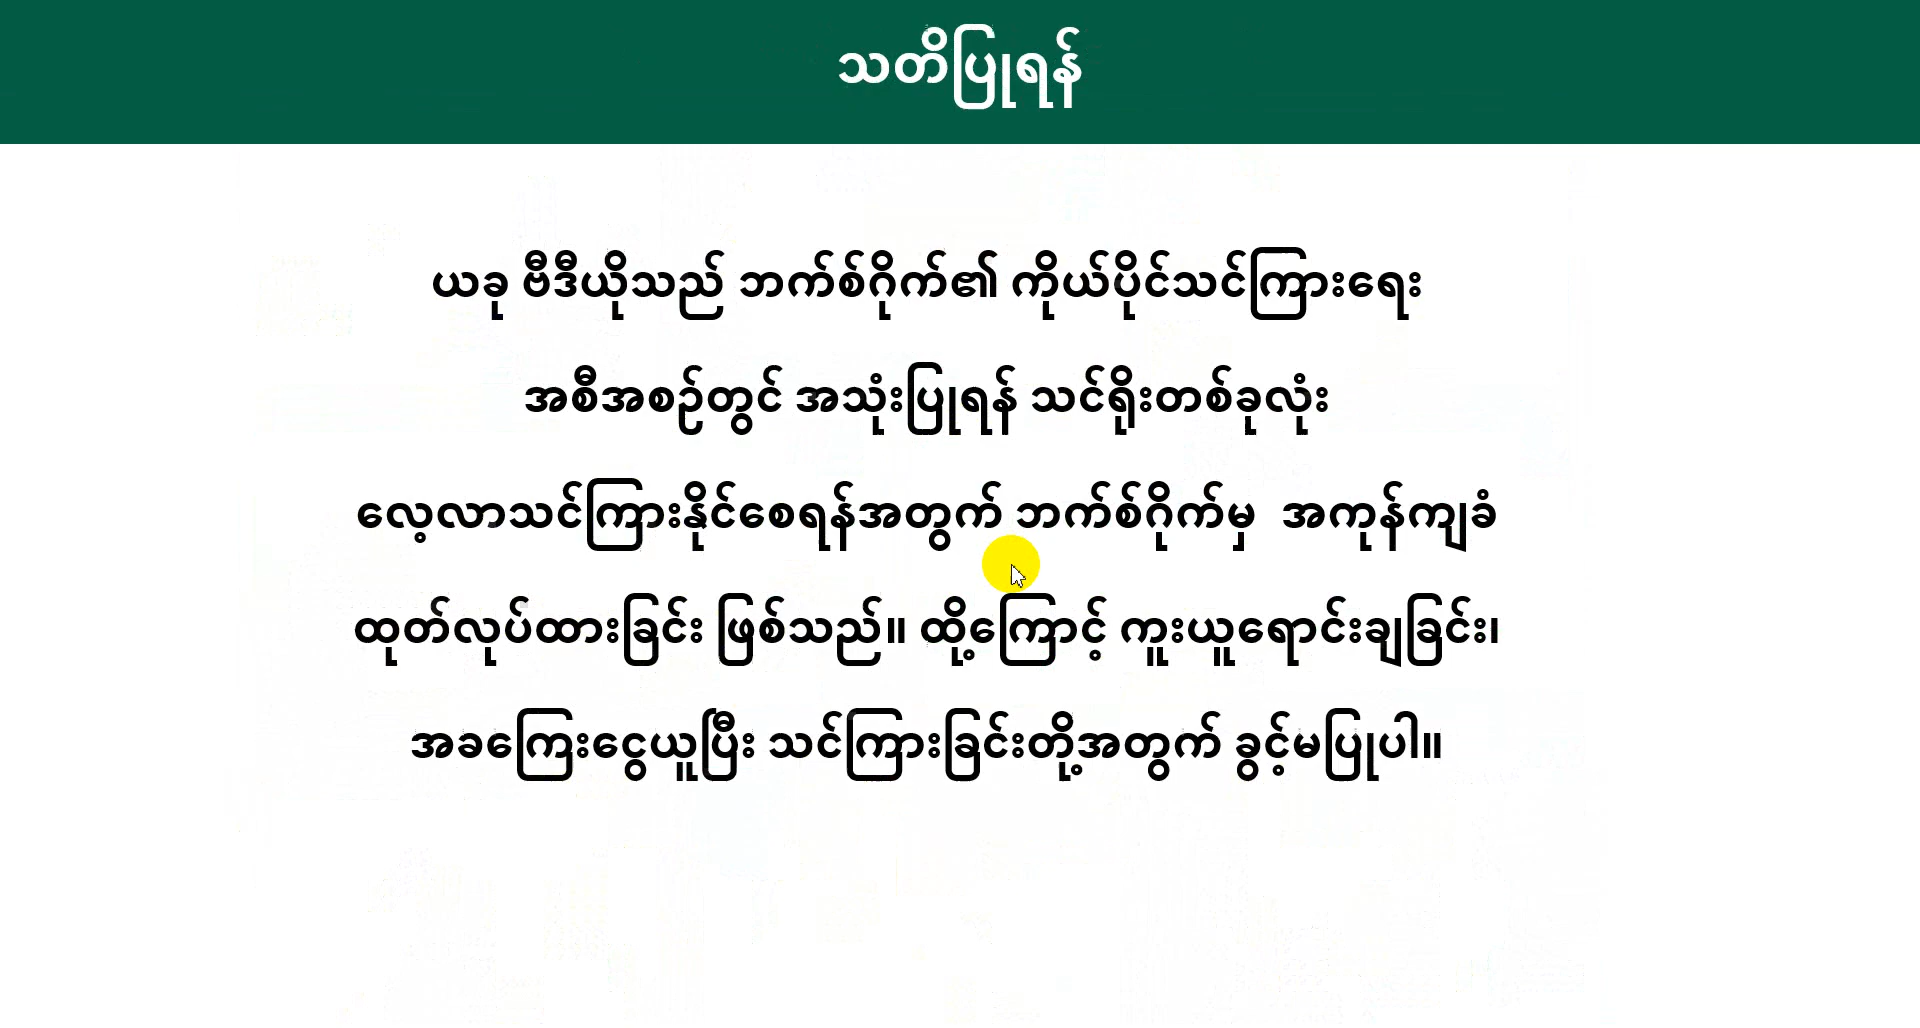 သတိပြုရန်
ယခု ဗီဒီယိုသည် ဘက်စ်ဂိုက်၏ ကိုယ်ပိုင်သင်ကြားရေး
အစီအစဉ်တွင် အသုံးပြုရန် သင်ရိုးတစ်ခုလုံး
လေ့လာသင်ကြားနိုင်စေရန်အတွက် ဘက်စ်ဂိုက်မှ  အကုန်ကျခံ
ထုတ်လုပ်ထားခြင်း ဖြစ်သည်။ ထို့ကြောင့် ကူးယူရောင်းချခြင်း၊
အခကြေးငွေယူပြီး သင်ကြားခြင်းတို့အတွက် ခွင့်မပြုပါ။